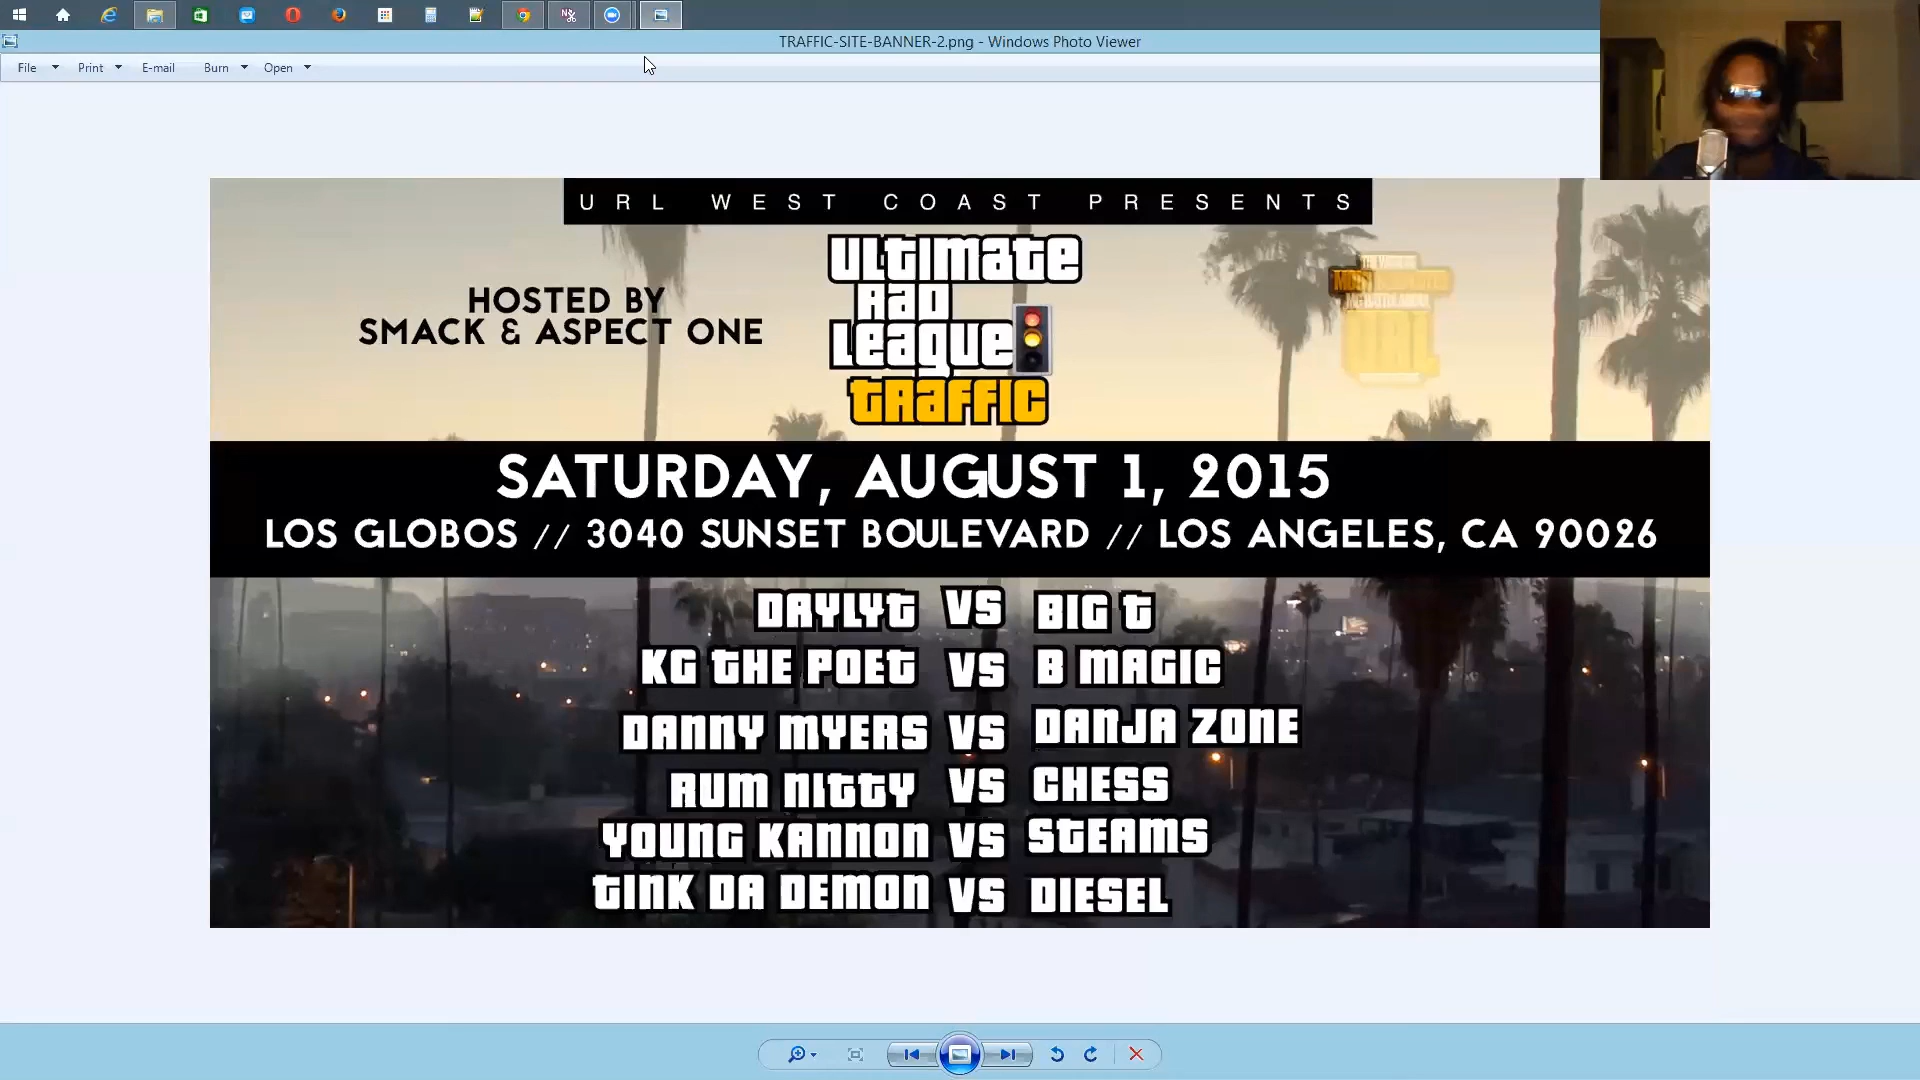 TRAFFIC-SITE-BANNER-2.png - Windows Photo Viewer
File Print E-mail Burn Open
URL WEST COAST PRESENTS
HOSTED BY
SMACK & ASPECT ONE
ULTIMATE
RAP
LEAGUE
TRAFFIC
SATURDAY, AUGUST 1, 2015
LOS GLOBOS // 3040 SUNSET BOULEVARD // LOS ANGELES, CA 90026
DAYLYT VS BIG T
KG THE POET VS B MAGIC
DANNY MYERS VS DANJA ZONE
RUM NITTY VS CHESS
YOUNG KANNON VS STEAMS
TINK DA DEMON VS DIESEL